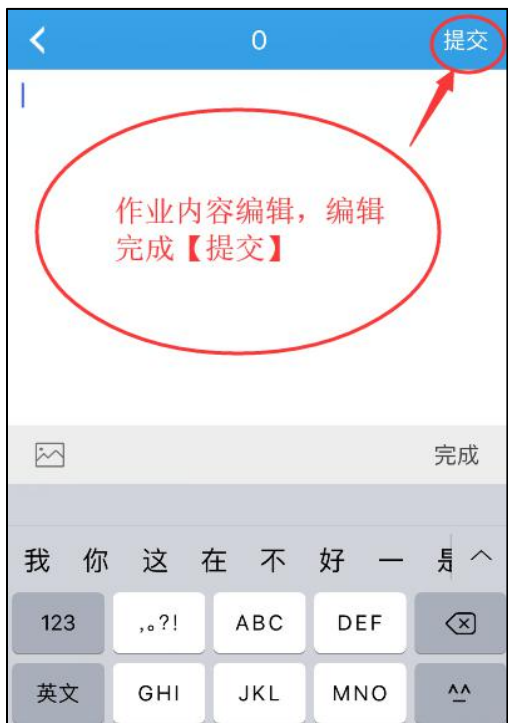 0 提交
作业内容编辑，编辑
完成【提交】
完成
我 你 这 在 不 好 一 是
123 ,。?! ABC DEF
英文 GHI JKL MNO ^^